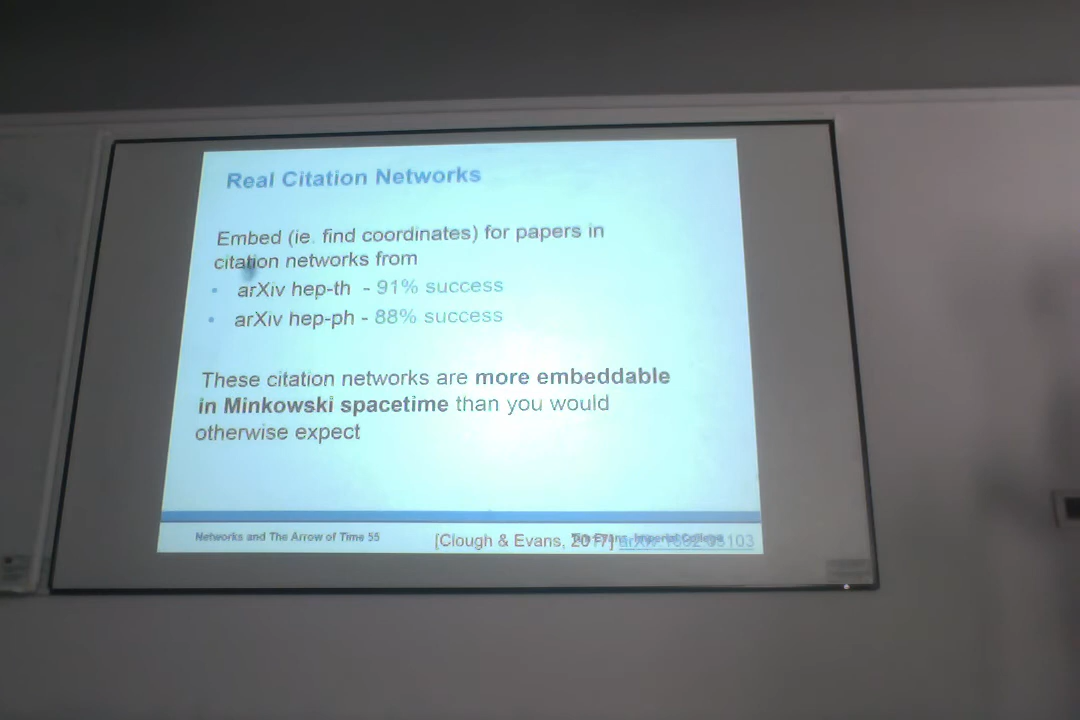 Real Citation Networks
Embed (ie. find coordinates) for papers in
citation networks from
• arXiv hep-th - 91% success
• arXiv hep-ph - 88% success
These citation networks are more embeddable
in Minkowski spacetime than you would
otherwise expect
Networks and The Arrow of Time 55
[Clough & Evans, 2017]
Imperial College